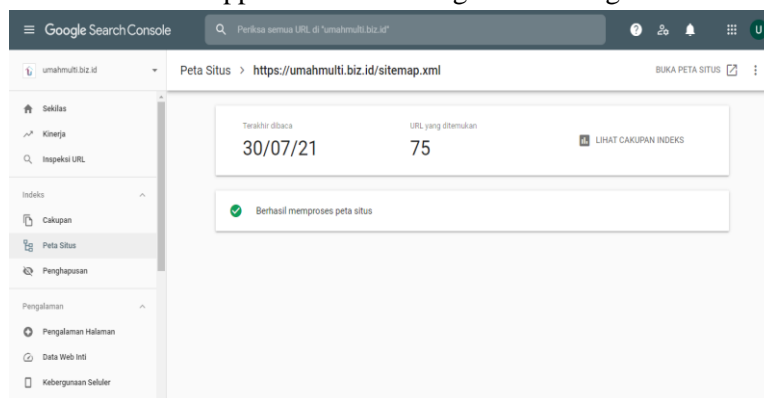 Google Search Console
Periksa semua URL di "umahmulti.biz.id"
U
umahmulti.biz.id
Peta Situs > https://umahmulti.biz.id/sitemap.xml
BUKA PETA SITUS
Sekilas
Kinerja
Inspeksi URL
Indeks
Cakupan
Peta Situs
Penghapusan
Pengalaman
Pengalaman Halaman
Data Web Inti
Kebergunaan Seluler
Terakhir dibaca
30/07/21
URL yang ditemukan
75
LIHAT CAKUPAN INDEKS
Berhasil memproses peta situs